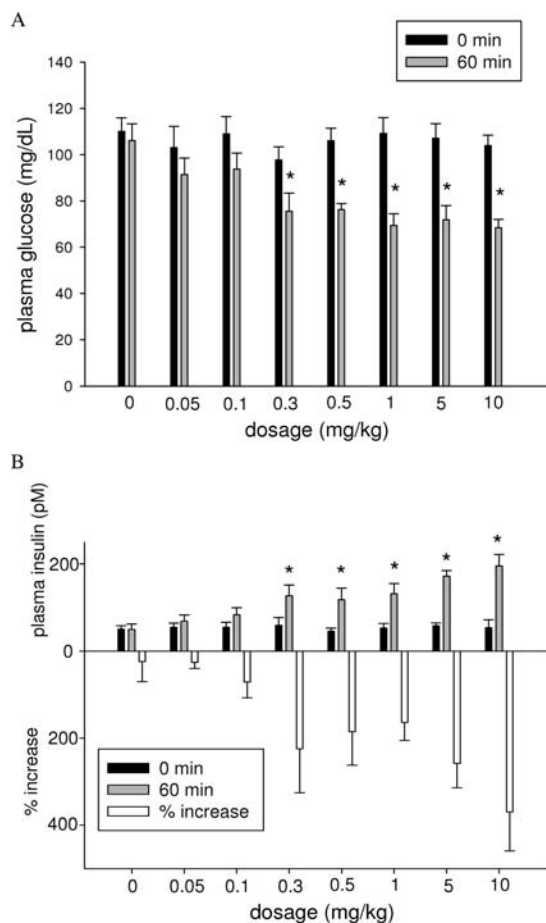 A
0 min
60 min
140
120
100
80
60
40
20
0
plasma glucose (mg/dL)
* * * * *
0 0.05 0.1 0.3 0.5 1 5 10
dosage (mg/kg)
B
200
0
200
400
plasma insulin (pM)
% increase
* * * * *
0 min
60 min
% increase
0 0.05 0.1 0.3 0.5 1 5 10
dosage (mg/kg)